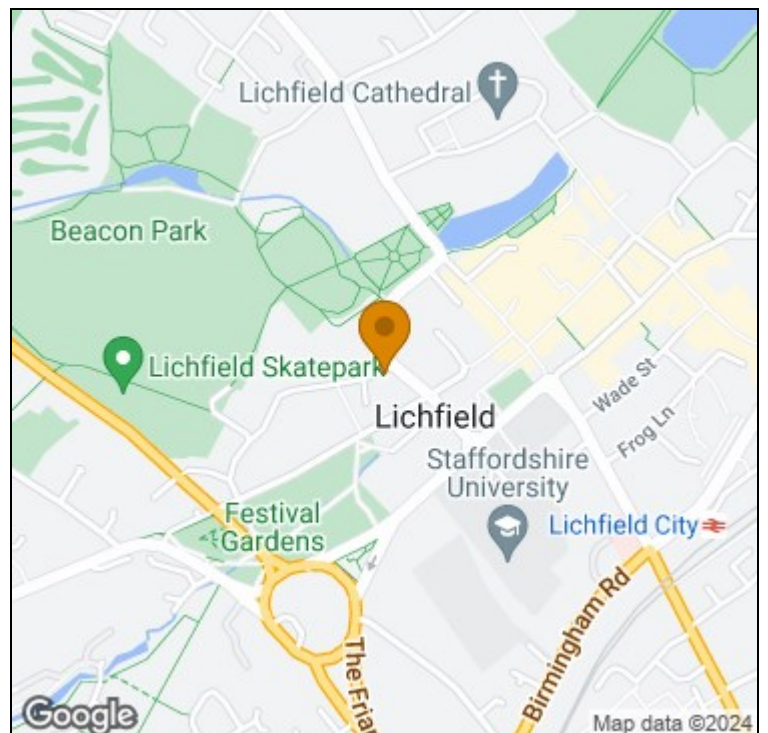 Lichfield Cathedral
Beacon Park
Lichfield Skatepark
Lichfield
Wade St
Frog Ln
Staffordshire
University
Festival
Gardens
Lichfield City
Birmingham Rd
The Friar
Google
Map data ©2024